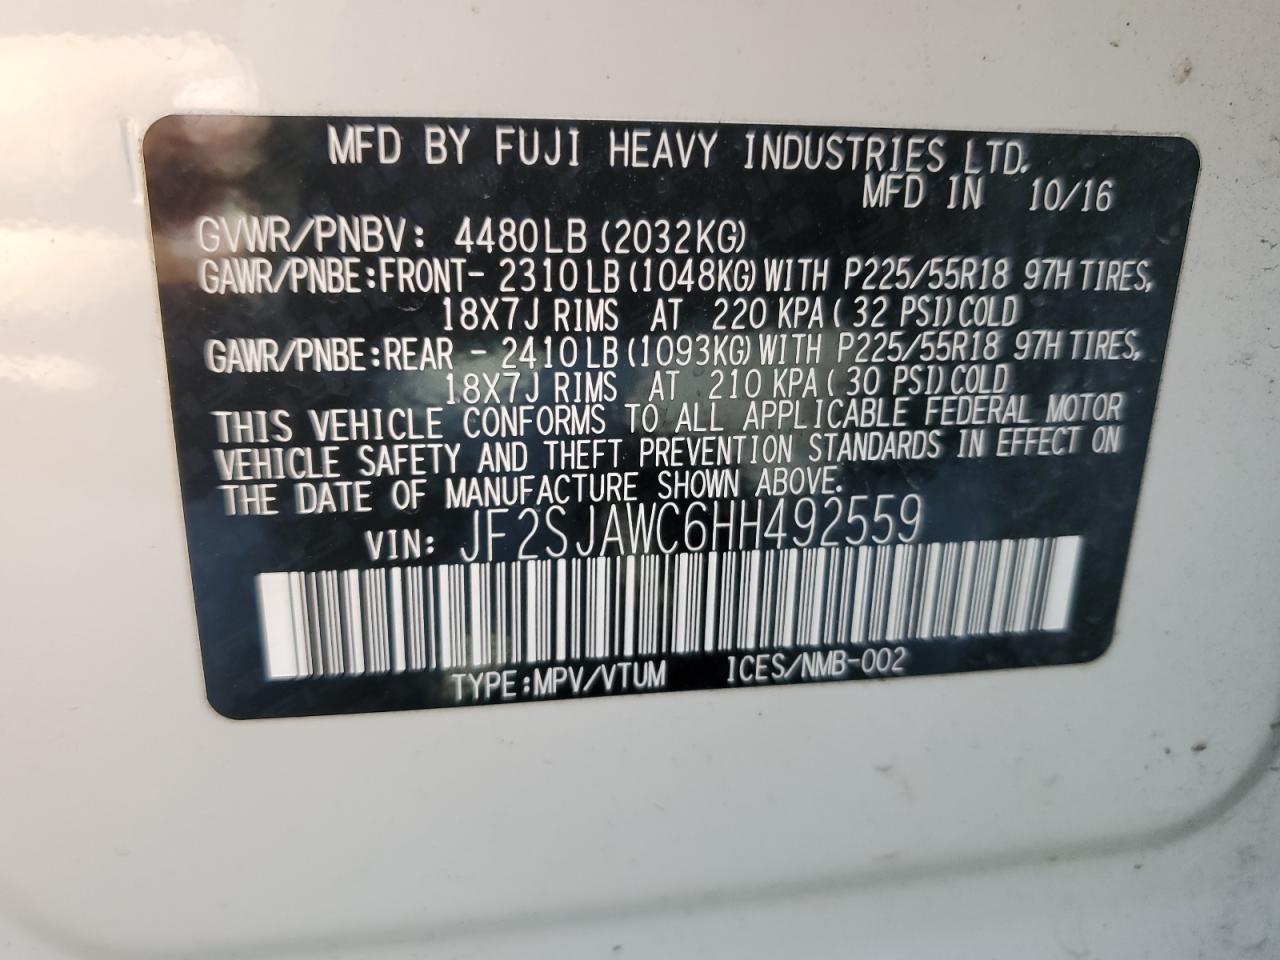 MFD BY FUJI HEAVY INDUSTRIES LTD.
MFD IN 10/16
GVWR/PNBV: 4480LB (2032KG)
GAWR/PNBE:FRONT- 2310LB (1048KG) WITH P225/55R18 97H TIRES,
18X7J RIMS AT 220 KPA ( 32 PSI) COLD
GAWR/PNBE:REAR - 2410LB (1093KG) WITH P225/55R18 97H TIRES,
18X7J RIMS AT 210 KPA ( 30 PSI) COLD
THIS VEHICLE CONFORMS TO ALL APPLICABLE FEDERAL MOTOR
VEHICLE SAFETY AND THEFT PREVENTION STANDARDS IN EFFECT ON
THE DATE OF MANUFACTURE SHOWN ABOVE.
VIN: JF2SJAWC6HH492559
TYPE:MPV/VTUM ICES/NMB-002